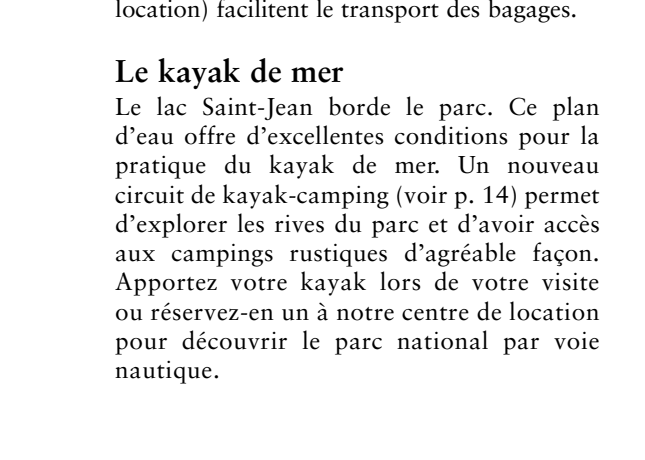 location) facilitent le transport des bagages.
Le kayak de mer
Le lac Saint-Jean borde le parc. Ce plan
d’eau offre d’excellentes conditions pour la
pratique du kayak de mer. Un nouveau
circuit de kayak-camping (voir p. 14) permet
d’explorer les rives du parc et d’avoir accès
aux campings rustiques d’agréable façon.
Apportez votre kayak lors de votre visite
ou réservez-en un à notre centre de location
pour découvrir le parc national par voie
nautique.